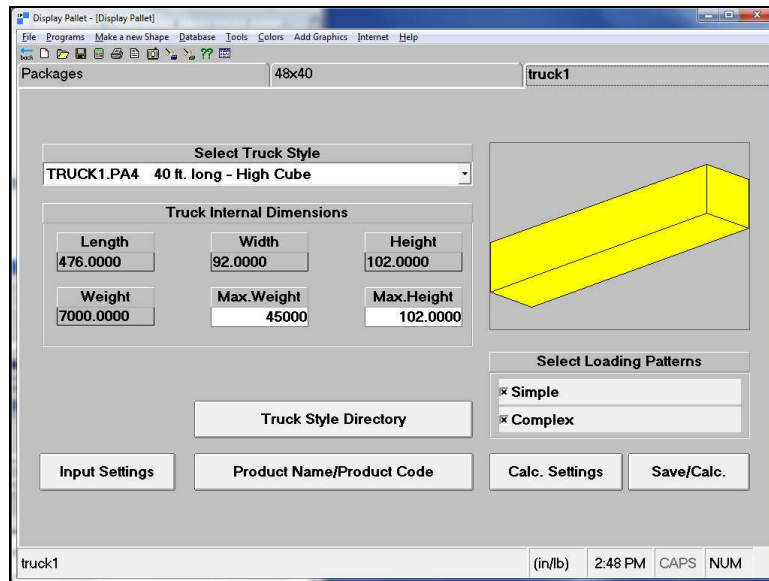 Display Pallet - [Display Pallet]
File Programs Make a new Shape Database Tools Colors Add Graphics Internet Help
back
Packages 48x40 truck1
Select Truck Style
TRUCK1.PA4 40 ft. long - High Cube
Truck Internal Dimensions
Length Width Height
476.0000 92.0000 102.0000
Weight Max.Weight Max.Height
7000.0000 45000 102.0000
Select Loading Patterns
Simple
Truck Style Directory
Complex
Input Settings Product Name/Product Code Calc. Settings Save/Calc.
truck1 (in/lb) 2:48 PM CAPS NUM